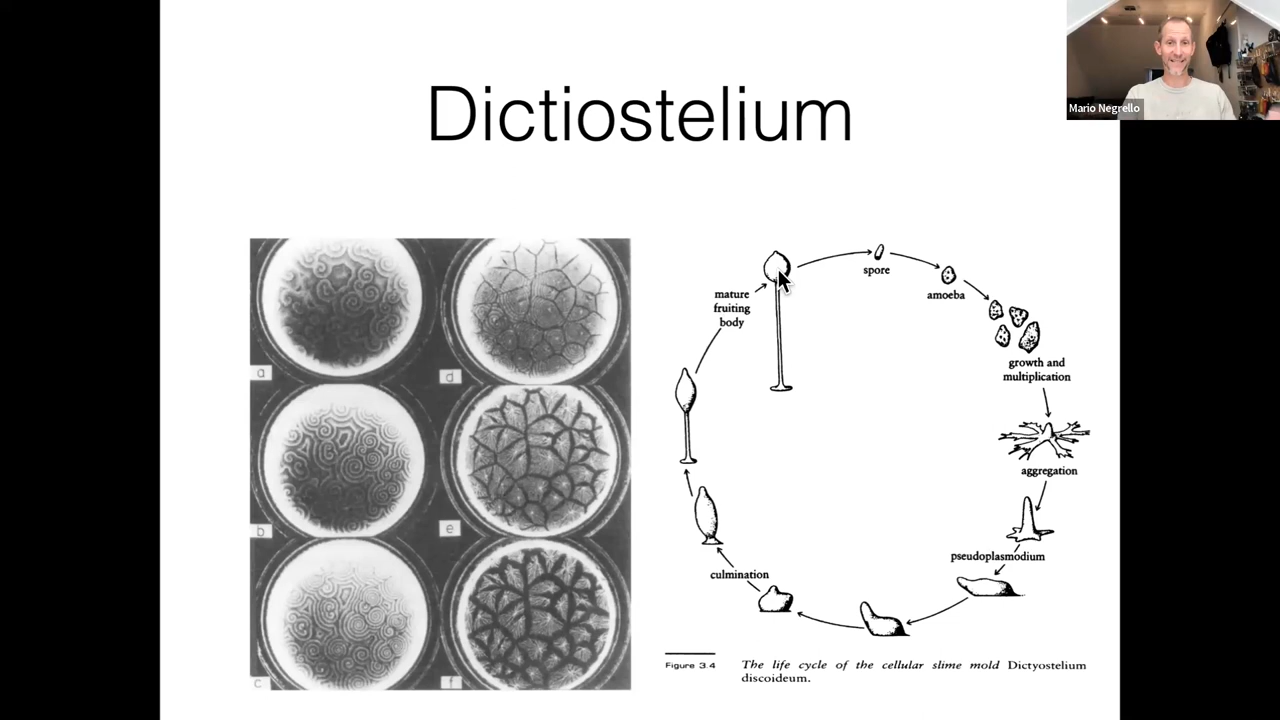 Dictiostelium
Mario Negrello
a
d
b
e
c
f
spore
amoeba
growth and
multiplication
aggregation
pseudoplasmodium
culmination
mature
fruiting
body
Figure 3.4
The life cycle of the cellular slime mold Dictyostelium
discoideum.